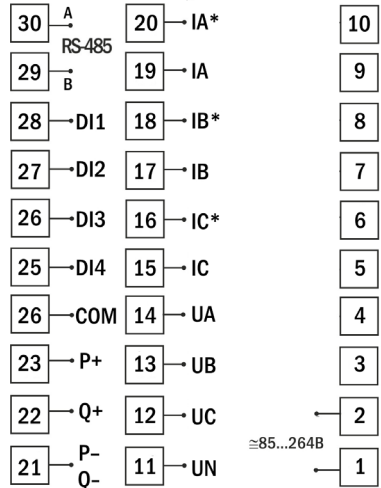 30 A 20 IA* 10
RS-485
29 B 19 IA 9
28 DI1 18 IB* 8
27 DI2 17 IB 7
26 DI3 16 IC* 6
25 DI4 15 IC 5
26 COM 14 UA 4
23 P+ 13 UB 3
22 Q+ 12 UC 2
≅85...264В
21 P– Q– 11 UN 1